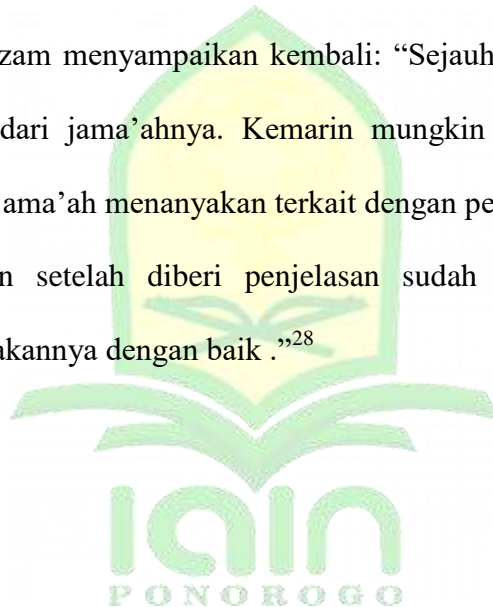 zam menyampaikan kembali: “Sejauh
dari jama’ahnya. Kemarin mungkin
ama’ah menanyakan terkait dengan pe
n setelah diberi penjelasan sudah
akannya dengan baik .”28
iain
PONOROGO